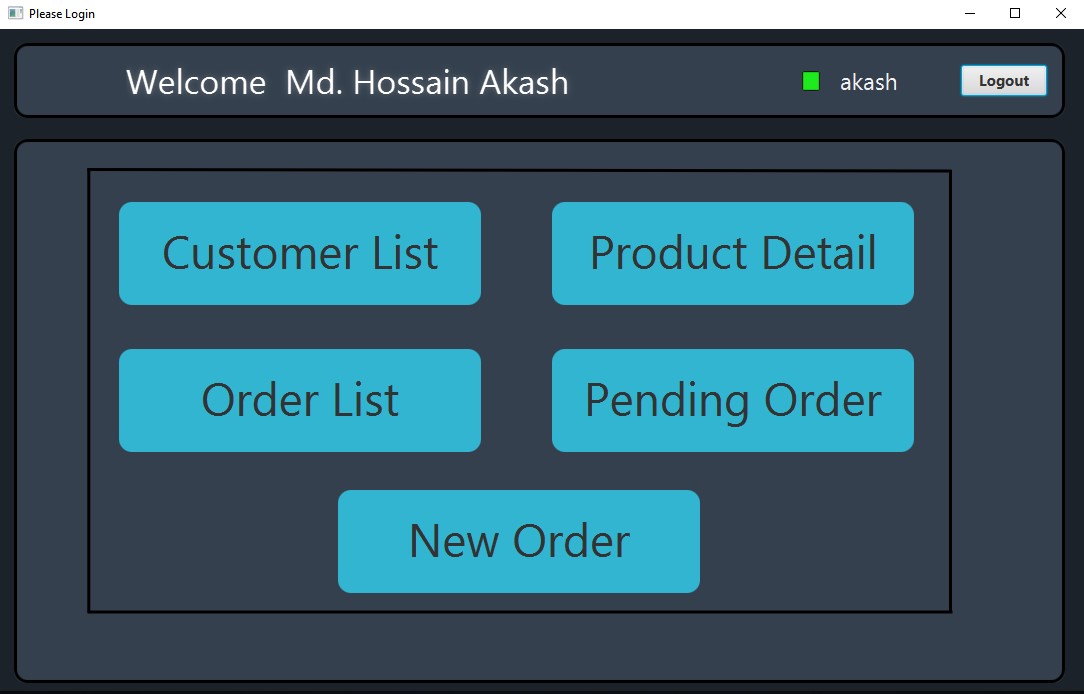 Please Login
Welcome  Md. Hossain Akash
akash
Logout
Customer List
Product Detail
Order List
Pending Order
New Order